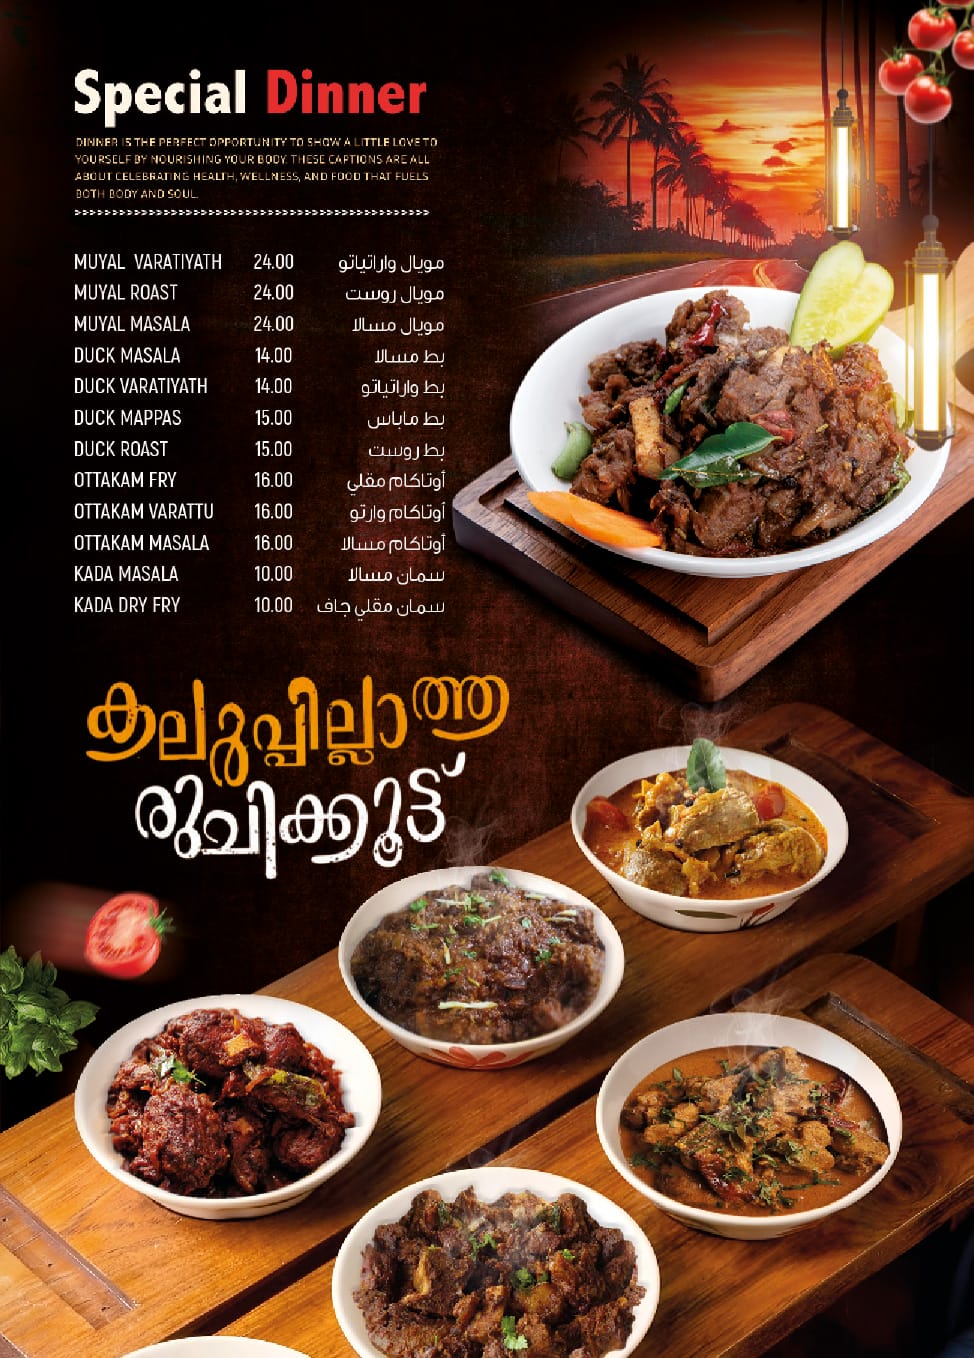 Special Dinner
DINNER IS THE PERFECT OPPORTUNITY TO SHOW A LITTLE LOVE TO
YOURSELF BY NOURISHING YOUR BODY. THESE CAPTIONS ARE ALL
ABOUT CELEBRATING HEALTH, WELLNESS, AND FOOD THAT FUELS
BOTH BODY AND SOUL.
MUYAL VARATIYATH 24.00 مويال واراتياتو
MUYAL ROAST 24.00 مويال روست
MUYAL MASALA 24.00 مويال مسالا
DUCK MASALA 14.00 بط مسالا
DUCK VARATIYATH 14.00 بط واراتياتو
DUCK MAPPAS 15.00 بط ماباس
DUCK ROAST 15.00 بط روست
OTTAKAM FRY 16.00 أوتاكام مقلي
OTTAKAM VARATTU 16.00 أوتاكام وارتو
OTTAKAM MASALA 16.00 أوتاكام مسالا
KADA MASALA 10.00 سمان مسالا
KADA DRY FRY 10.00 سمان مقلي جاف
കലുപ്പില്ലാത്ത
രുചിക്കൂട്ട്